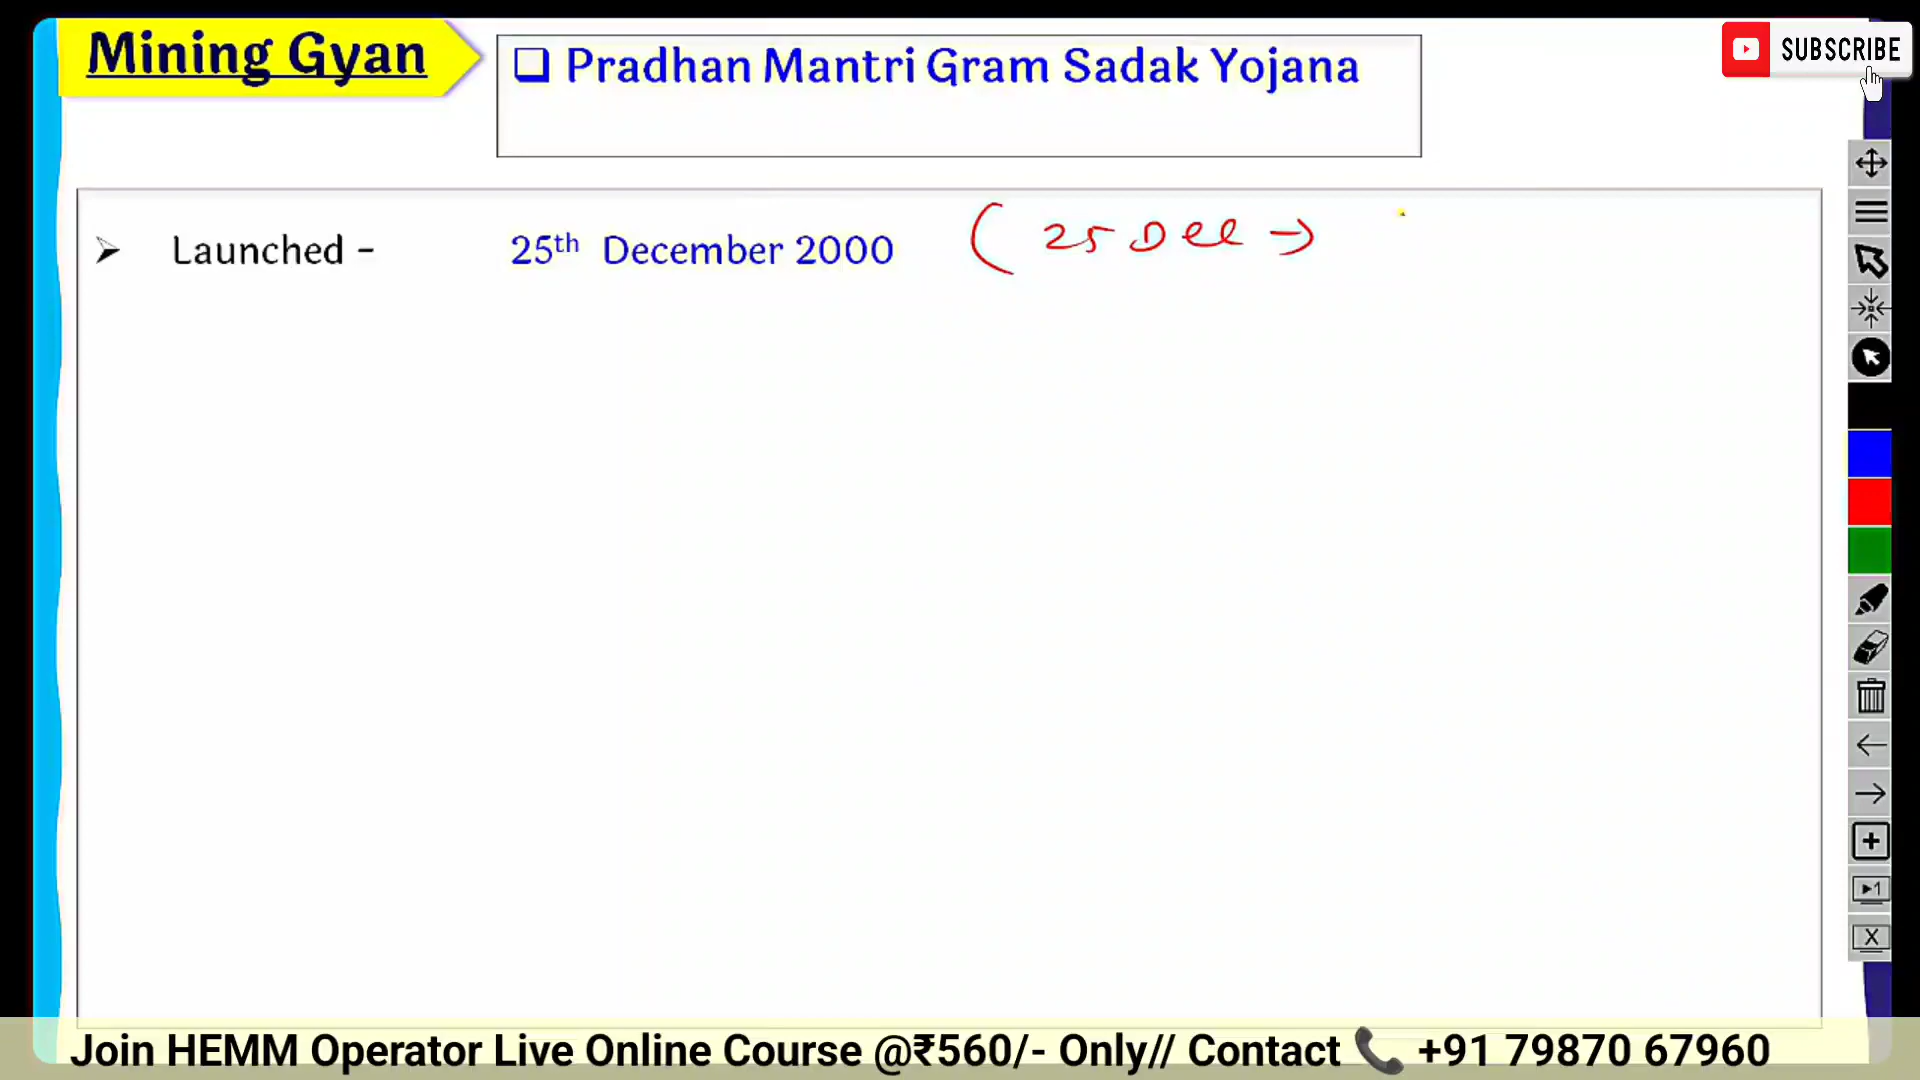 Mining Gyan
❑ Pradhan Mantri Gram Sadak Yojana
SUBSCRIBE
➢ Launched - 25th December 2000 ( 25 Dec →
Join HEMM Operator Live Online Course @₹560/- Only// Contact 📞 +91 79870 67960